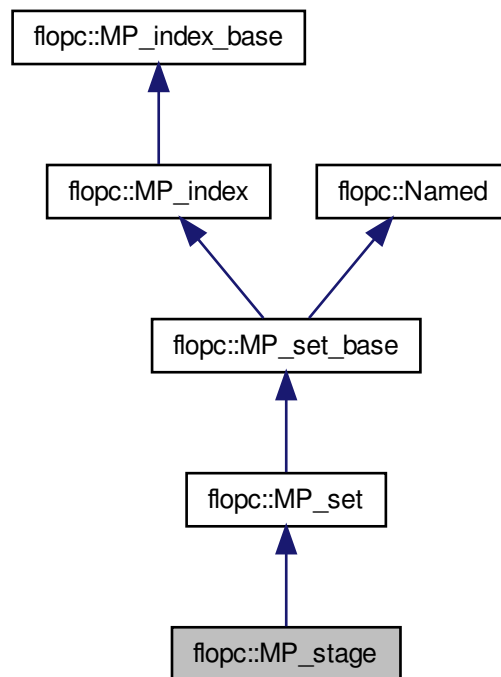 flopc::MP_index_base
flopc::MP_index
flopc::Named
flopc::MP_set_base
flopc::MP_set
flopc::MP_stage